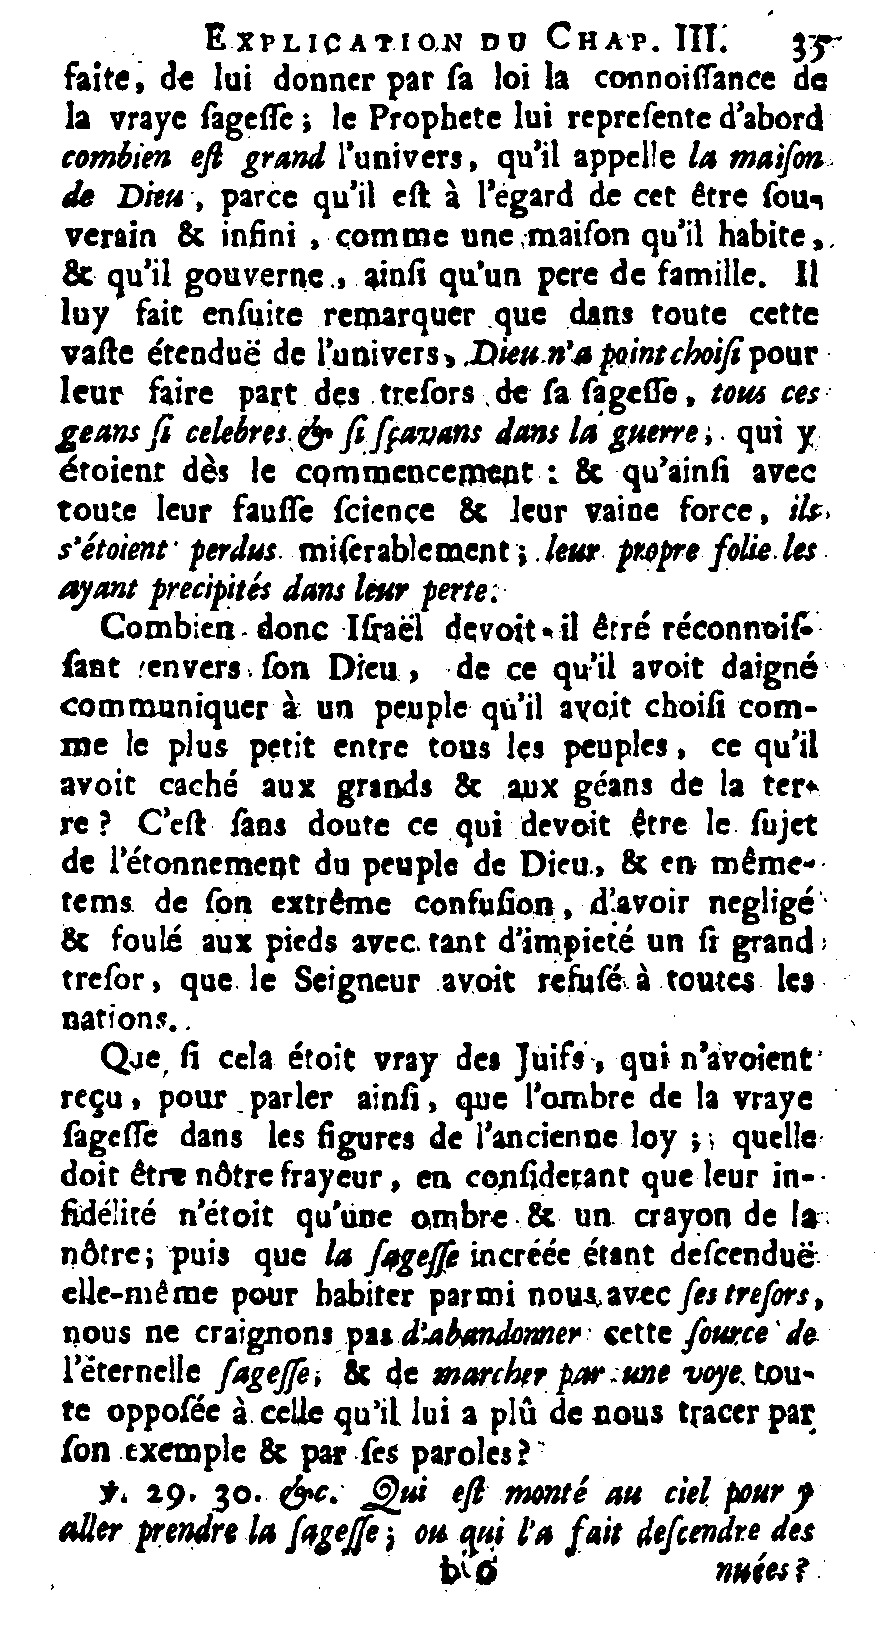 EXPLICATION DU CHAP. III. 35
faite, de lui donner par ſa loi la connoiſſance de
la vraye ſageſſe ; le Prophete lui repreſente d'abord
combien eſt grand l'univers, qu'il appelle la maiſon
de Dieu, parce qu'il eſt à l'égard de cet être ſou-
verain & infini, comme une maiſon qu'il habite,
& qu'il gouverne, ainſi qu'un pere de famille. Il
luy fait enſuite remarquer que dans toute cette
vaſte étenduë de l'univers, Dieu n'a point choiſi pour
leur faire part des treſors de ſa ſageſſe, tous ces
geans ſi celebres & ſi ſçavans dans la guerre ; qui y
étoient dès le commencement : & qu'ainſi avec
toute leur fauſſe ſcience & leur vaine force, ils
s'étoient perdus miſerablement ; leur propre folie les
ayant precipités dans leur perte.
Combien donc Iſraël devoit-il être réconnoiſ-
ſant envers ſon Dieu, de ce qu'il avoit daigné
communiquer à un peuple qu'il avoit choiſi com-
me le plus petit entre tous les peuples, ce qu'il
avoit caché aux grands & aux géans de la ter-
re ? C'eſt ſans doute ce qui devoit être le ſujet
de l'étonnement du peuple de Dieu, & en même-
tems de ſon extrême confuſion, d'avoir negligé
& foulé aux pieds avec tant d'impieté un ſi grand
treſor, que le Seigneur avoit refuſé à toutes les
nations.
Que ſi cela étoit vray des Juifs, qui n'avoient
reçu, pour parler ainſi, que l'ombre de la vraye
ſageſſe dans les figures de l'ancienne loy ; quelle
doit être nôtre frayeur, en conſiderant que leur in-
fidélité n'étoit qu'une ombre & un crayon de la
nôtre ; puis que la ſageſſe incréée étant deſcenduë
elle-même pour habiter parmi nous avec ſes treſors,
nous ne craignons pas d'abandonner cette ſource de
l'éternelle ſageſſe, & de marcher par une voye tou-
te oppoſée à celle qu'il lui a plû de nous tracer par
ſon exemple & par ſes paroles ?
℣. 29. 30. &c. Qui eſt monté au ciel pour y
aller prendre la ſageſſe ; ou qui l'a fait deſcendre des
nuées ?